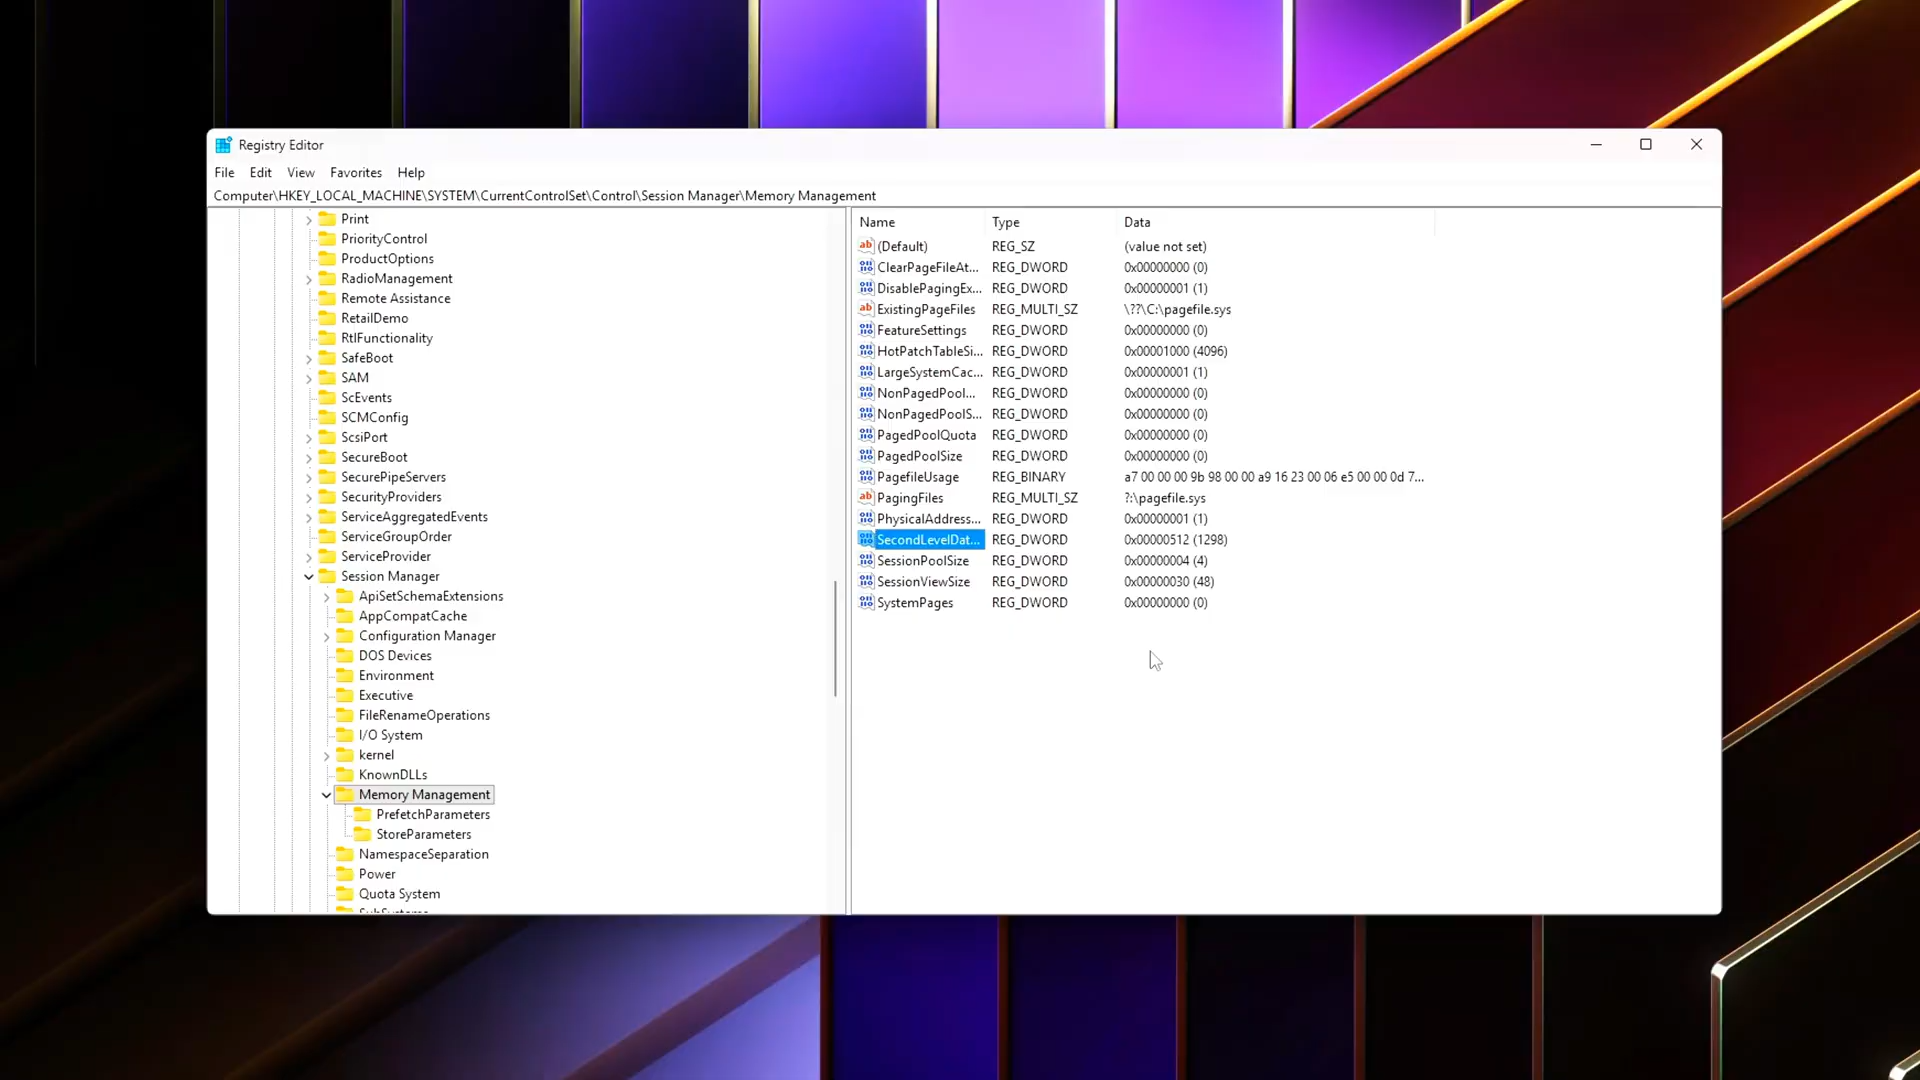 Registry Editor
File Edit View Favorites Help
Computer\HKEY_LOCAL_MACHINE\SYSTEM\CurrentControlSet\Control\Session Manager\Memory Management
Print
PriorityControl
ProductOptions
RadioManagement
Remote Assistance
RetailDemo
RtlFunctionality
SafeBoot
SAM
ScEvents
SCMConfig
ScsiPort
SecureBoot
SecurePipeServers
SecurityProviders
ServiceAggregatedEvents
ServiceGroupOrder
ServiceProvider
Session Manager
ApiSetSchemaExtensions
AppCompatCache
Configuration Manager
DOS Devices
Environment
Executive
FileRenameOperations
I/O System
kernel
KnownDLLs
Memory Management
PrefetchParameters
StoreParameters
NamespaceSeparation
Power
Quota System
Name Type Data
(Default) REG_SZ (value not set)
ClearPageFileAt... REG_DWORD 0x00000000 (0)
DisablePagingEx... REG_DWORD 0x00000001 (1)
ExistingPageFiles REG_MULTI_SZ \??\C:\pagefile.sys
FeatureSettings REG_DWORD 0x00000000 (0)
HotPatchTableSi... REG_DWORD 0x00001000 (4096)
LargeSystemCac... REG_DWORD 0x00000001 (1)
NonPagedPool... REG_DWORD 0x00000000 (0)
NonPagedPoolS... REG_DWORD 0x00000000 (0)
PagedPoolQuota REG_DWORD 0x00000000 (0)
PagedPoolSize REG_DWORD 0x00000000 (0)
PagefileUsage REG_BINARY a7 00 00 00 9b 98 00 00 a9 16 23 00 06 e5 00 00 0d 7...
PagingFiles REG_MULTI_SZ ?:\pagefile.sys
PhysicalAddress... REG_DWORD 0x00000001 (1)
SecondLevelDat... REG_DWORD 0x00000512 (1298)
SessionPoolSize REG_DWORD 0x00000004 (4)
SessionViewSize REG_DWORD 0x00000030 (48)
SystemPages REG_DWORD 0x00000000 (0)